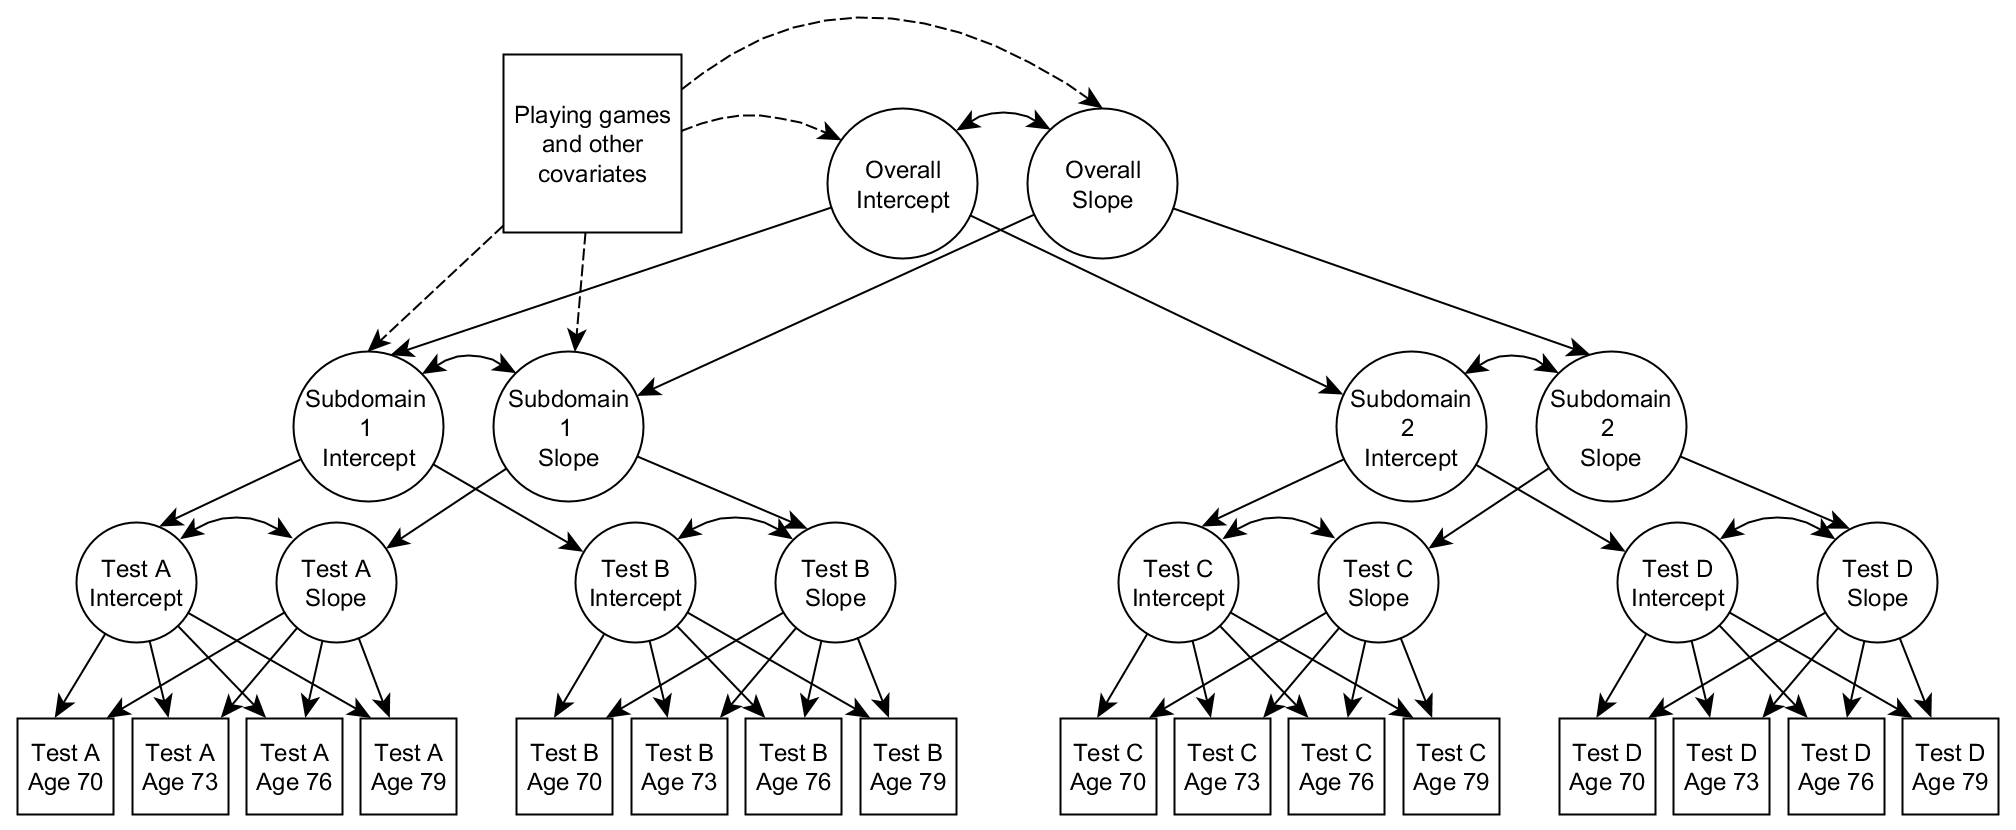 Playing games
and other
covariates
Overall
Intercept
Overall
Slope
Subdomain
1
Intercept
Subdomain
1
Slope
Subdomain
2
Intercept
Subdomain
2
Slope
Test A
Intercept
Test A
Slope
Test B
Intercept
Test B
Slope
Test C
Intercept
Test C
Slope
Test D
Intercept
Test D
Slope
Test A
Age 70
Test A
Age 73
Test A
Age 76
Test A
Age 79
Test B
Age 70
Test B
Age 73
Test B
Age 76
Test B
Age 79
Test C
Age 70
Test C
Age 73
Test C
Age 76
Test C
Age 79
Test D
Age 70
Test D
Age 73
Test D
Age 76
Test D
Age 79